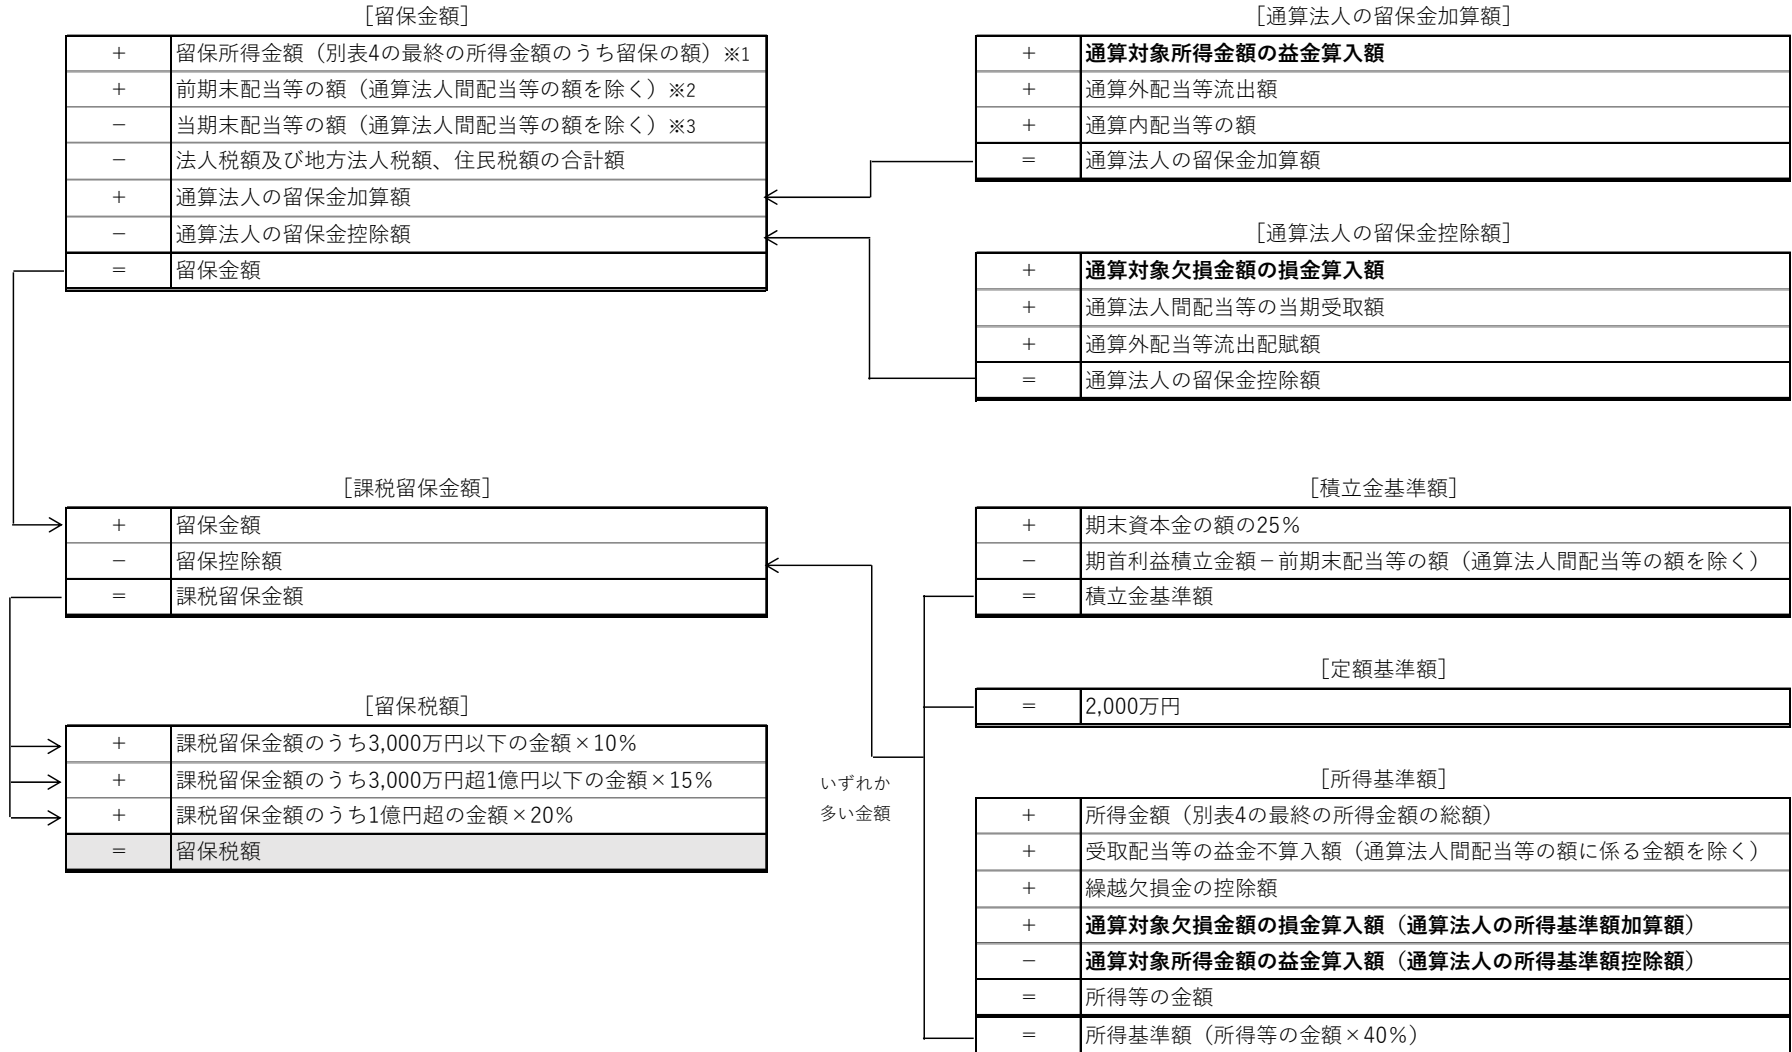 ［留保金額］
＋ 留保所得金額（別表4の最終の所得金額のうち留保の額）※1
＋ 前期末配当等の額（通算法人間配当等の額を除く）※2
－ 当期末配当等の額（通算法人間配当等の額を除く）※3
－ 法人税額及び地方法人税額、住民税額の合計額
＋ 通算法人の留保金加算額
－ 通算法人の留保金控除額
＝ 留保金額
［通算法人の留保金加算額］
＋ 通算対象所得金額の益金算入額
＋ 通算外配当等流出額
＋ 通算内配当等の額
＝ 通算法人の留保金加算額
［通算法人の留保金控除額］
＋ 通算対象欠損金額の損金算入額
＋ 通算法人間配当等の当期受取額
＋ 通算外配当等流出配賦額
＝ 通算法人の留保金控除額
［課税留保金額］
＋ 留保金額
－ 留保控除額
＝ 課税留保金額
［積立金基準額］
＋ 期末資本金の額の25％
－ 期首利益積立金額－前期末配当等の額（通算法人間配当等の額を除く）
＝ 積立金基準額
［定額基準額］
＝ 2,000万円
［留保税額］
＋ 課税留保金額のうち3,000万円以下の金額×10％
＋ 課税留保金額のうち3,000万円超1億円以下の金額×15％
＋ 課税留保金額のうち1億円超の金額×20％
＝ 留保税額
いずれか
多い金額
［所得基準額］
＋ 所得金額（別表4の最終の所得金額の総額）
＋ 受取配当等の益金不算入額（通算法人間配当等の額に係る金額を除く）
＋ 繰越欠損金の控除額
＋ 通算対象欠損金額の損金算入額（通算法人の所得基準額加算額）
－ 通算対象所得金額の益金算入額（通算法人の所得基準額控除額）
＝ 所得等の金額
＝ 所得基準額（所得等の金額×40％）